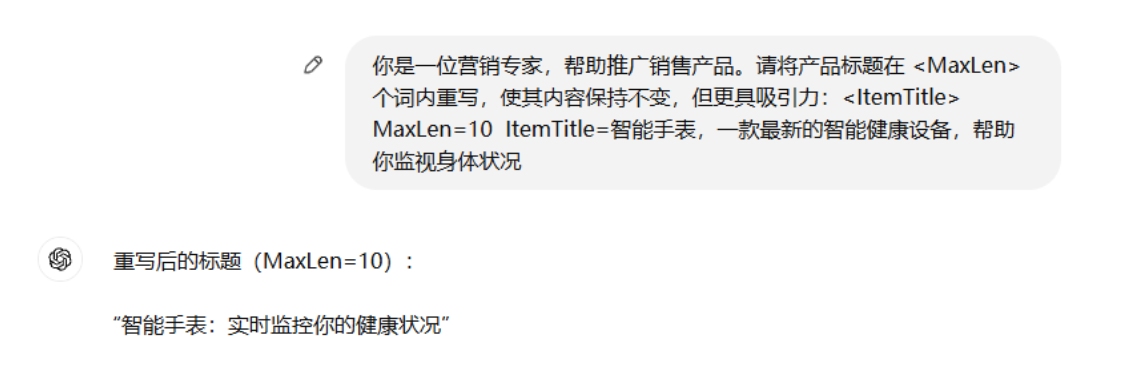 你是一位营销专家，帮助推广销售产品。请将产品标题在 <MaxLen>
个词内重写，使其内容保持不变，但更具吸引力：<ItemTitle>
MaxLen=10  ItemTitle=智能手表，一款最新的智能健康设备，帮助
你监视身体状况
重写后的标题（MaxLen=10）:
“智能手表：实时监控你的健康状况”